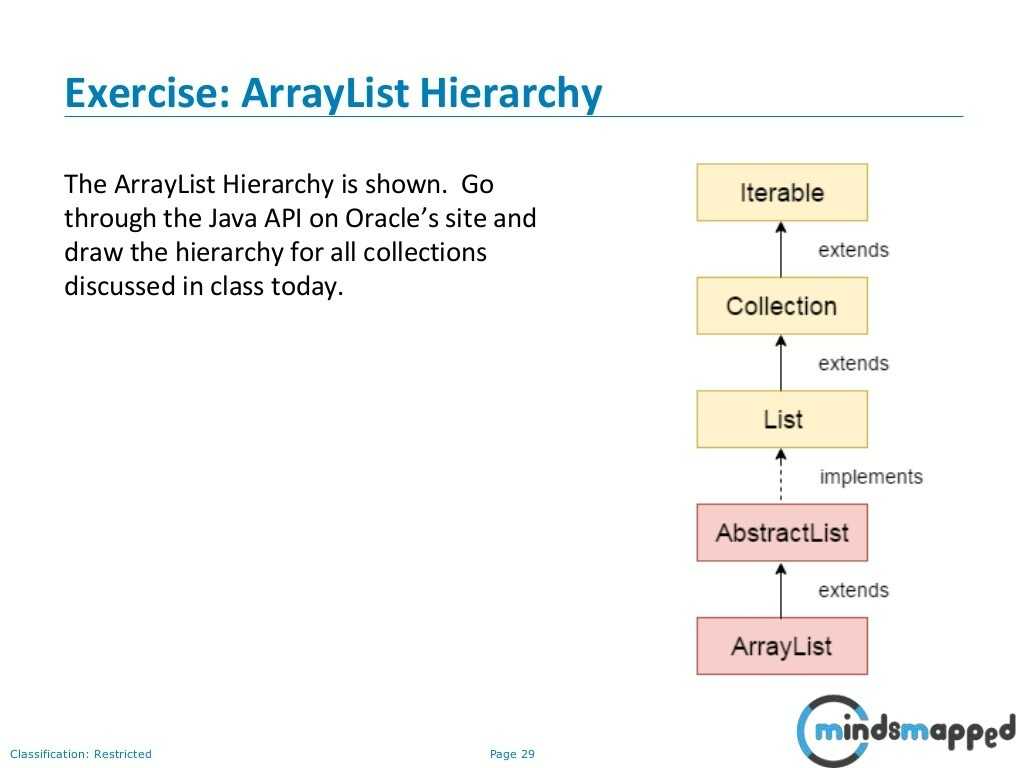 Exercise: ArrayList Hierarchy
The ArrayList Hierarchy is shown.  Go
through the Java API on Oracle’s site and
draw the hierarchy for all collections
discussed in class today.
Iterable
extends
Collection
extends
List
implements
AbstractList
extends
ArrayList
mindsmapped
Classification: Restricted
Page 29